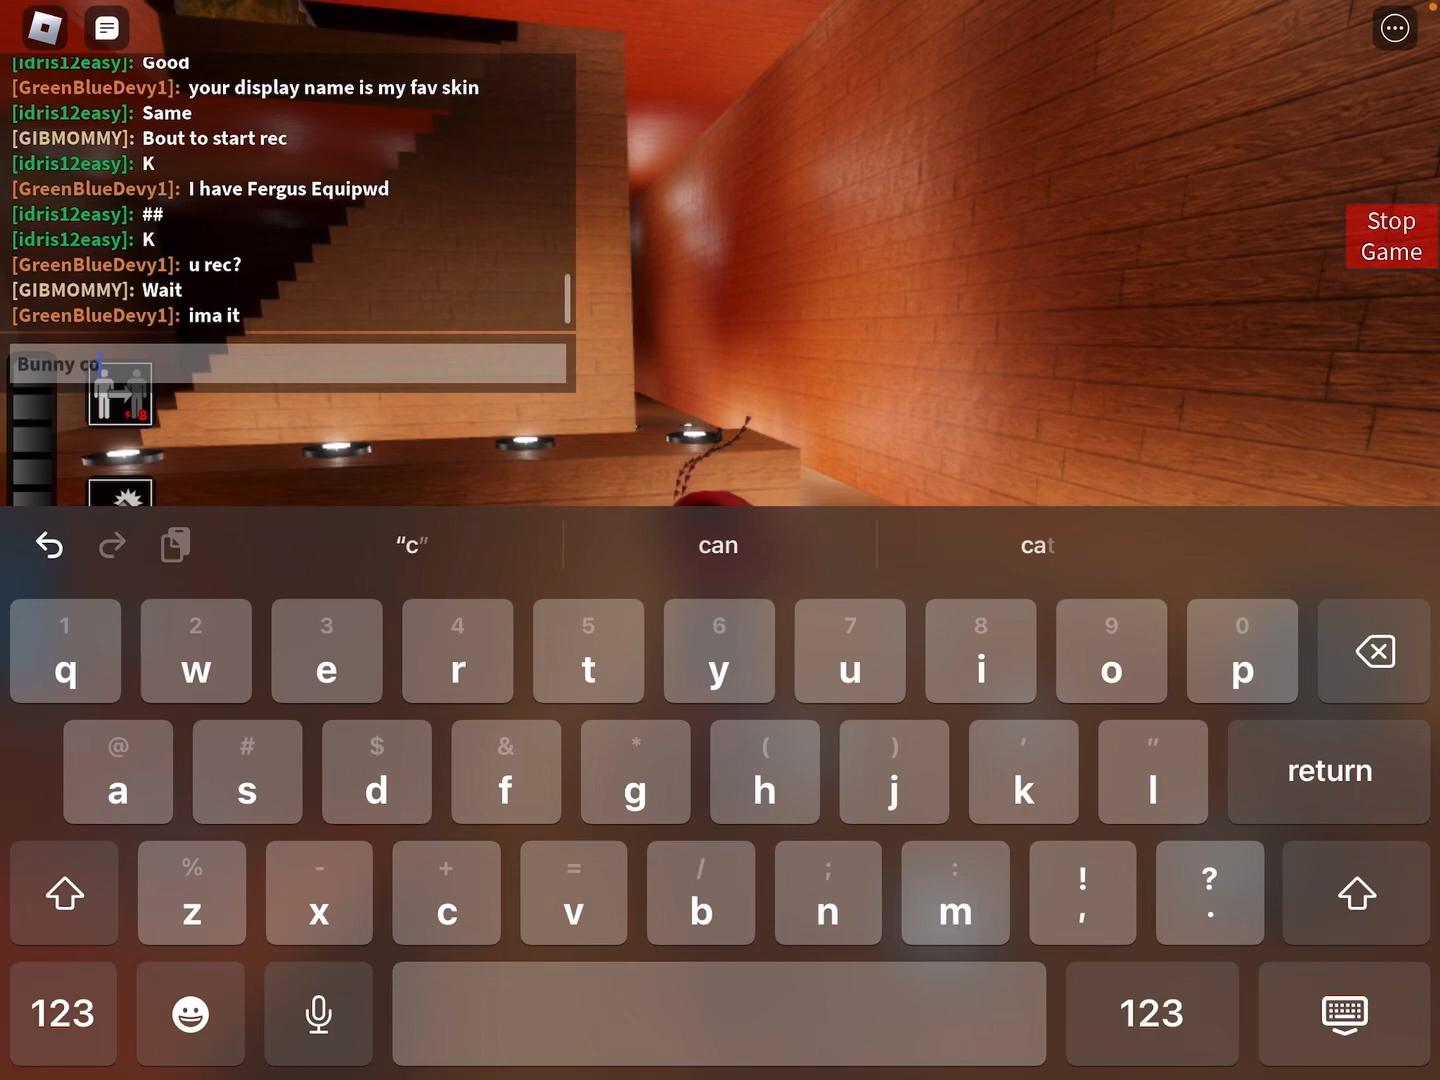 [idris12easy]: Good
[GreenBlueDevy1]: your display name is my fav skin
[idris12easy]: Same
[GIBMOMMY]: Bout to start rec
[idris12easy]: K
[GreenBlueDevy1]: I have Fergus Equipwd
[idris12easy]: ##
[idris12easy]: K
[GreenBlueDevy1]: u rec?
[GIBMOMMY]: Wait
[GreenBlueDevy1]: ima it
Bunny co
8
Stop
Game
“c” can cat
1 2 3 4 5 6 7 8 9 0
q w e r t y u i o p
@ # $ & * ( ) ' "
a s d f g h j k l return
% - + = / ; : ! ?
z x c v b n m , .
123 123